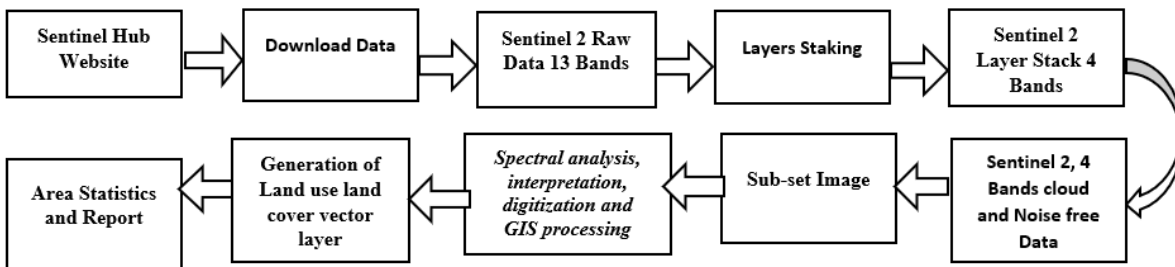 Sentinel Hub
Website
Download Data
Sentinel 2 Raw
Data 13 Bands
Layers Staking
Sentinel 2
Layer Stack 4
Bands
Sentinel 2, 4
Bands cloud
and Noise free
Data
Sub-set Image
Spectral analysis,
interpretation,
digitization and
GIS processing
Generation of
Land use land
cover vector
layer
Area Statistics
and Report